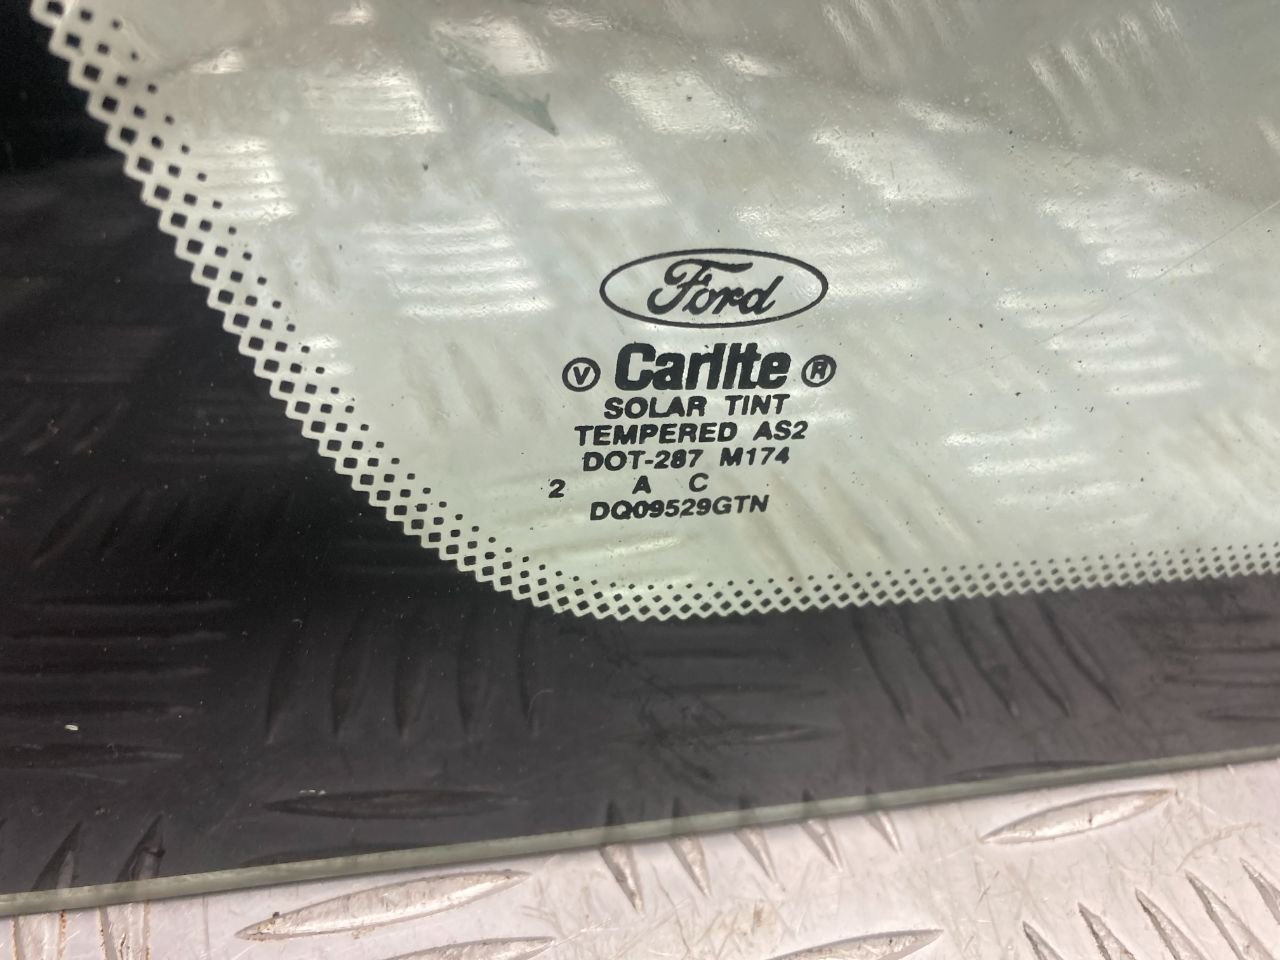 Ford
Ⓥ Carlite Ⓡ
SOLAR TINT
TEMPERED AS2
DOT-287 M174
2 A C
DQ09529GTN